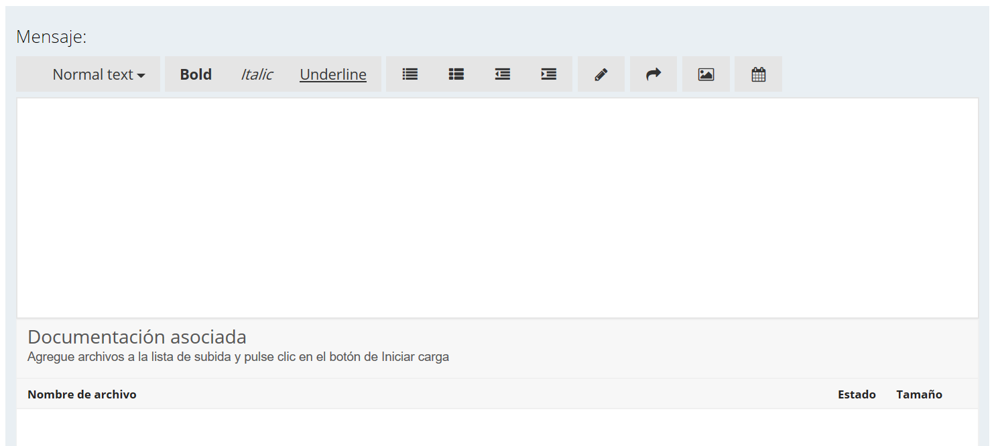 Mensaje:
Normal text Bold Italic Underline
Documentación asociada
Agregue archivos a la lista de subida y pulse clic en el botón de Iniciar carga
Nombre de archivo Estado Tamaño